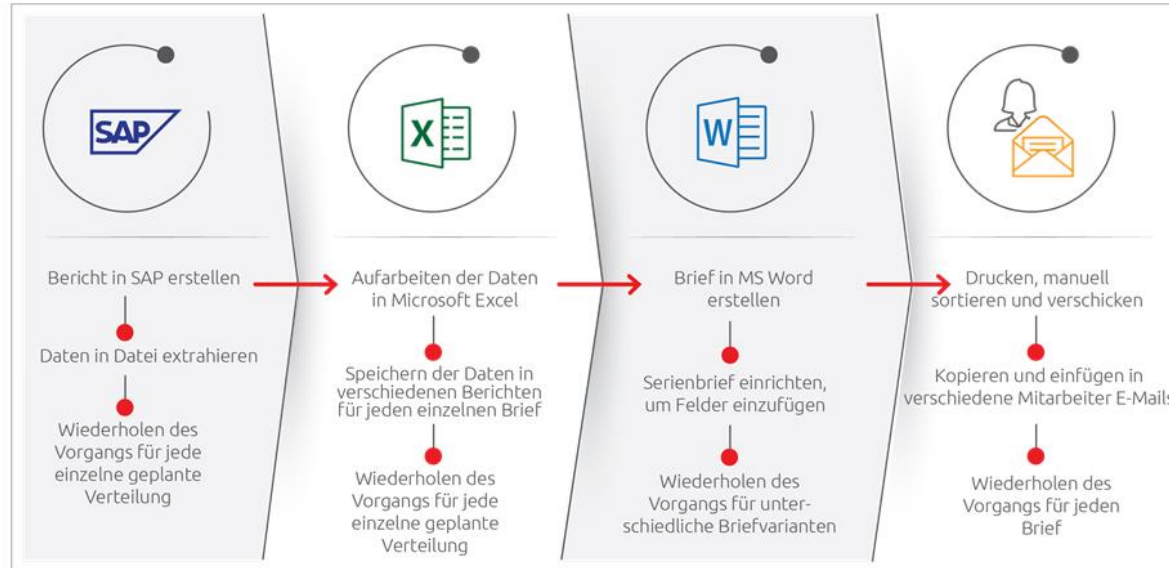 SAP
X
W
Bericht in SAP erstellen
Daten in Datei extrahieren
Wiederholen des
Vorgangs für jede
einzelne geplante
Verteilung
Aufarbeiten der Daten
in Microsoft Excel
Speichern der Daten in
verschiedenen Berichten
für jeden einzelnen Brief
Wiederholen des
Vorgangs für jede
einzelne geplante
Verteilung
Brief in MS Word
erstellen
Serienbrief einrichten,
um Felder einzufügen
Wiederholen des
Vorgangs für unter-
schiedliche Briefvarianten
Drucken, manuell
sortieren und verschicken
Kopieren und einfügen in
verschiedene Mitarbeiter E-Mails
Wiederholen des
Vorgangs für jeden
Brief